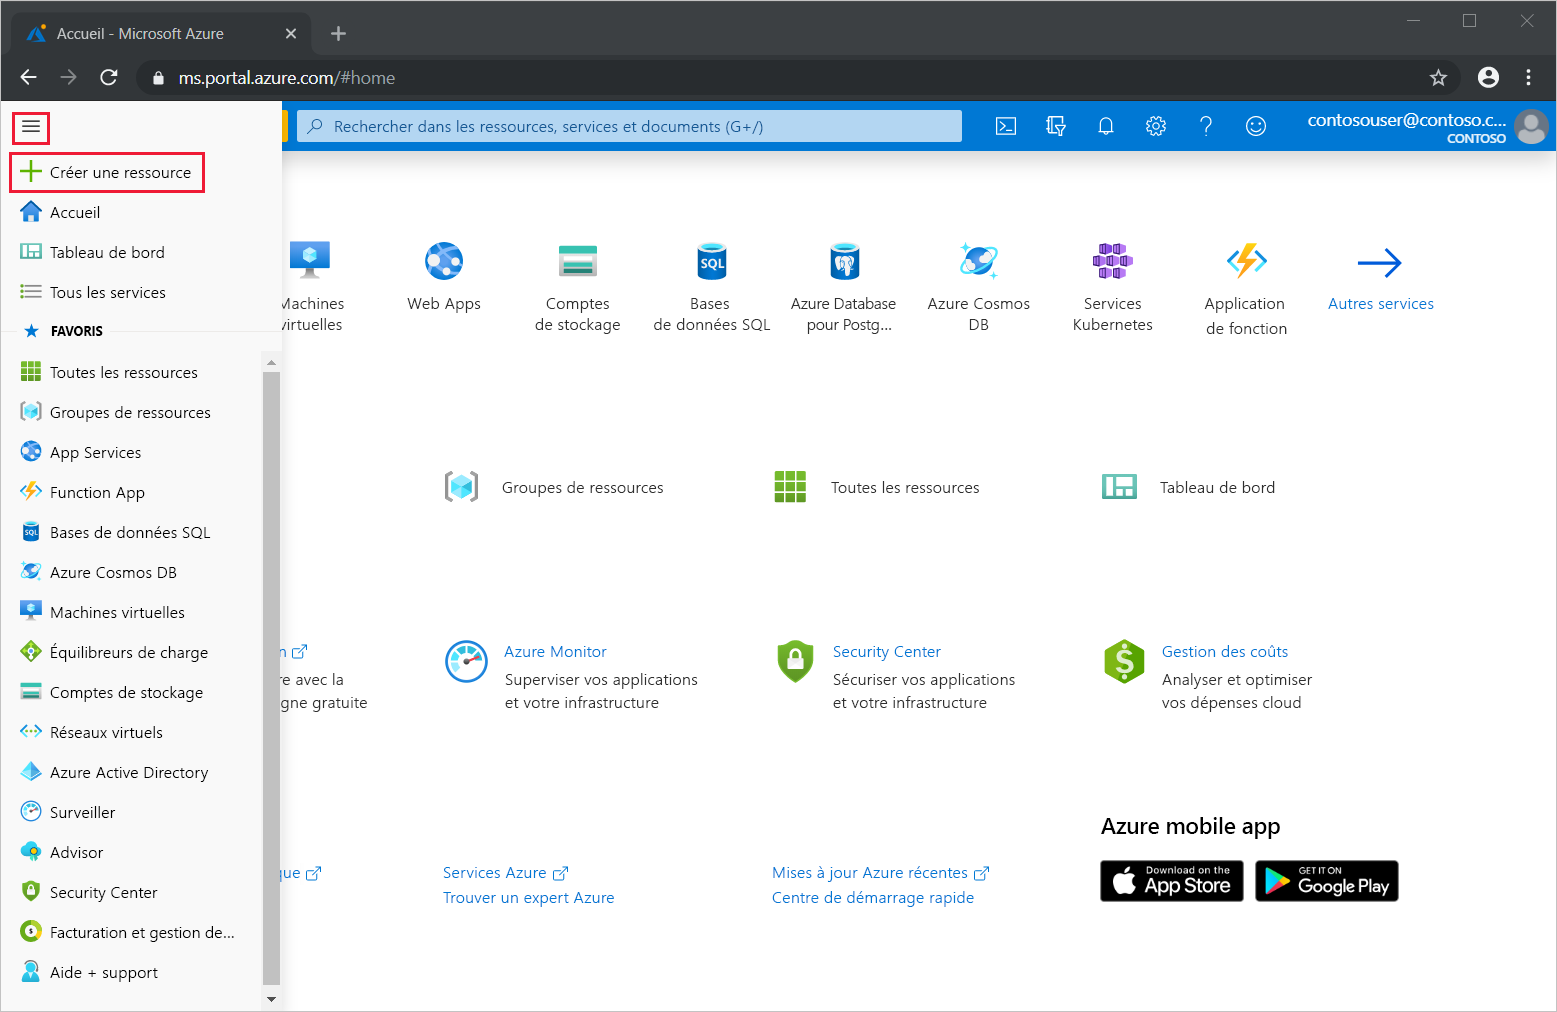 Accueil - Microsoft Azure
ms.portal.azure.com/#home
Rechercher dans les ressources, services et documents (G+/)
contosouser@contoso.c...
CONTOSO
Créer une ressource
Accueil
Tableau de bord
Tous les services
FAVORIS
Toutes les ressources
Groupes de ressources
App Services
Function App
Bases de données SQL
Azure Cosmos DB
Machines virtuelles
Équilibreurs de charge
Comptes de stockage
Réseaux virtuels
Azure Active Directory
Surveiller
Advisor
Security Center
Facturation et gestion de...
Aide + support
Machines
virtuelles
Web Apps
Comptes
de stockage
SQL
Bases
de données SQL
Azure Database
pour Postg...
Azure Cosmos
DB
Services
Kubernetes
Application
de fonction
Autres services
Groupes de ressources
Toutes les ressources
Tableau de bord
n
re avec la
gne gratuite
Azure Monitor
Superviser vos applications
et votre infrastructure
Security Center
Sécuriser vos applications
et votre infrastructure
Gestion des coûts
Analyser et optimiser
vos dépenses cloud
que
Services Azure
Trouver un expert Azure
Mises à jour Azure récentes
Centre de démarrage rapide
Azure mobile app
Download on the
App Store
GET IT ON
Google Play